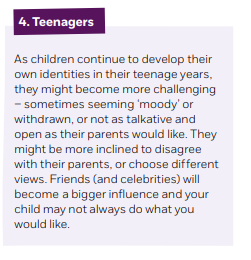 4. Teenagers
As children continue to develop their
own identities in their teenage years,
they might become more challenging
– sometimes seeming ‘moody’ or
withdrawn, or not as talkative and
open as their parents would like. They
might be more inclined to disagree
with their parents, or choose different
views. Friends (and celebrities) will
become a bigger influence and your
child may not always do what you
would like.